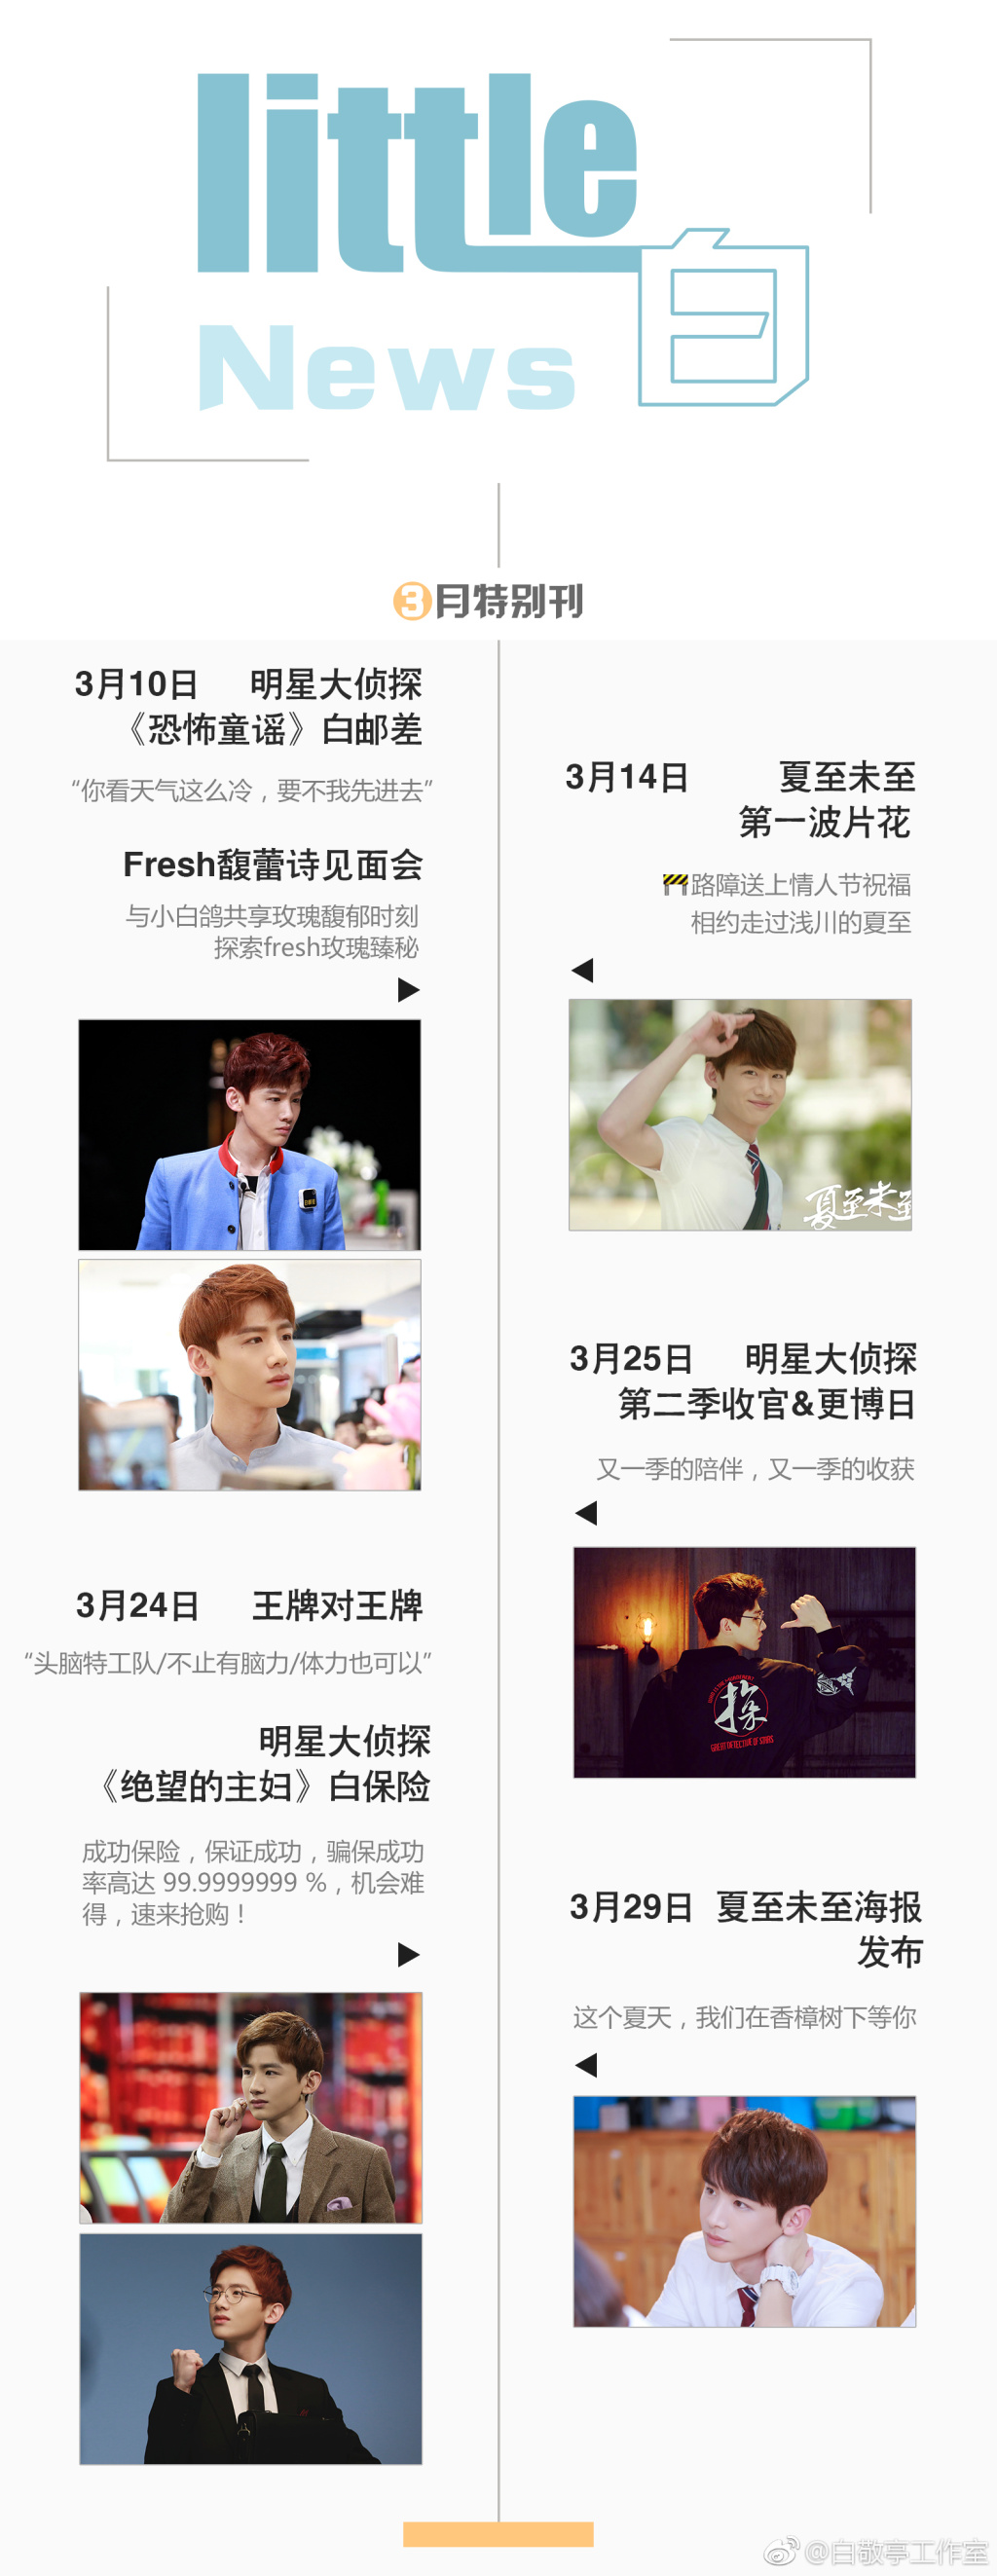 little白
News
3月特别刊
3月10日 明星大侦探
《恐怖童谣》白邮差
“你看天气这么冷，要不我先进去”
Fresh馥蕾诗见面会
与小白鸽共享玫瑰馥郁时刻
探索fresh玫瑰臻秘
3月14日 夏至未至
第一波片花
🚧路障送上情人节祝福
相约走过浅川的夏至
夏至未至
3月25日 明星大侦探
第二季收官&更博日
又一季的陪伴，又一季的收获
探
GREAT DETECTIVE OF STARS
3月24日 王牌对王牌
“头脑特工队/不止有脑力/体力也可以”
明星大侦探
《绝望的主妇》白保险
成功保险，保证成功，骗保成功
率高达 99.9999999 %，机会难
得，速来抢购！
3月29日 夏至未至海报
发布
这个夏天，我们在香樟树下等你
@白敬亭工作室